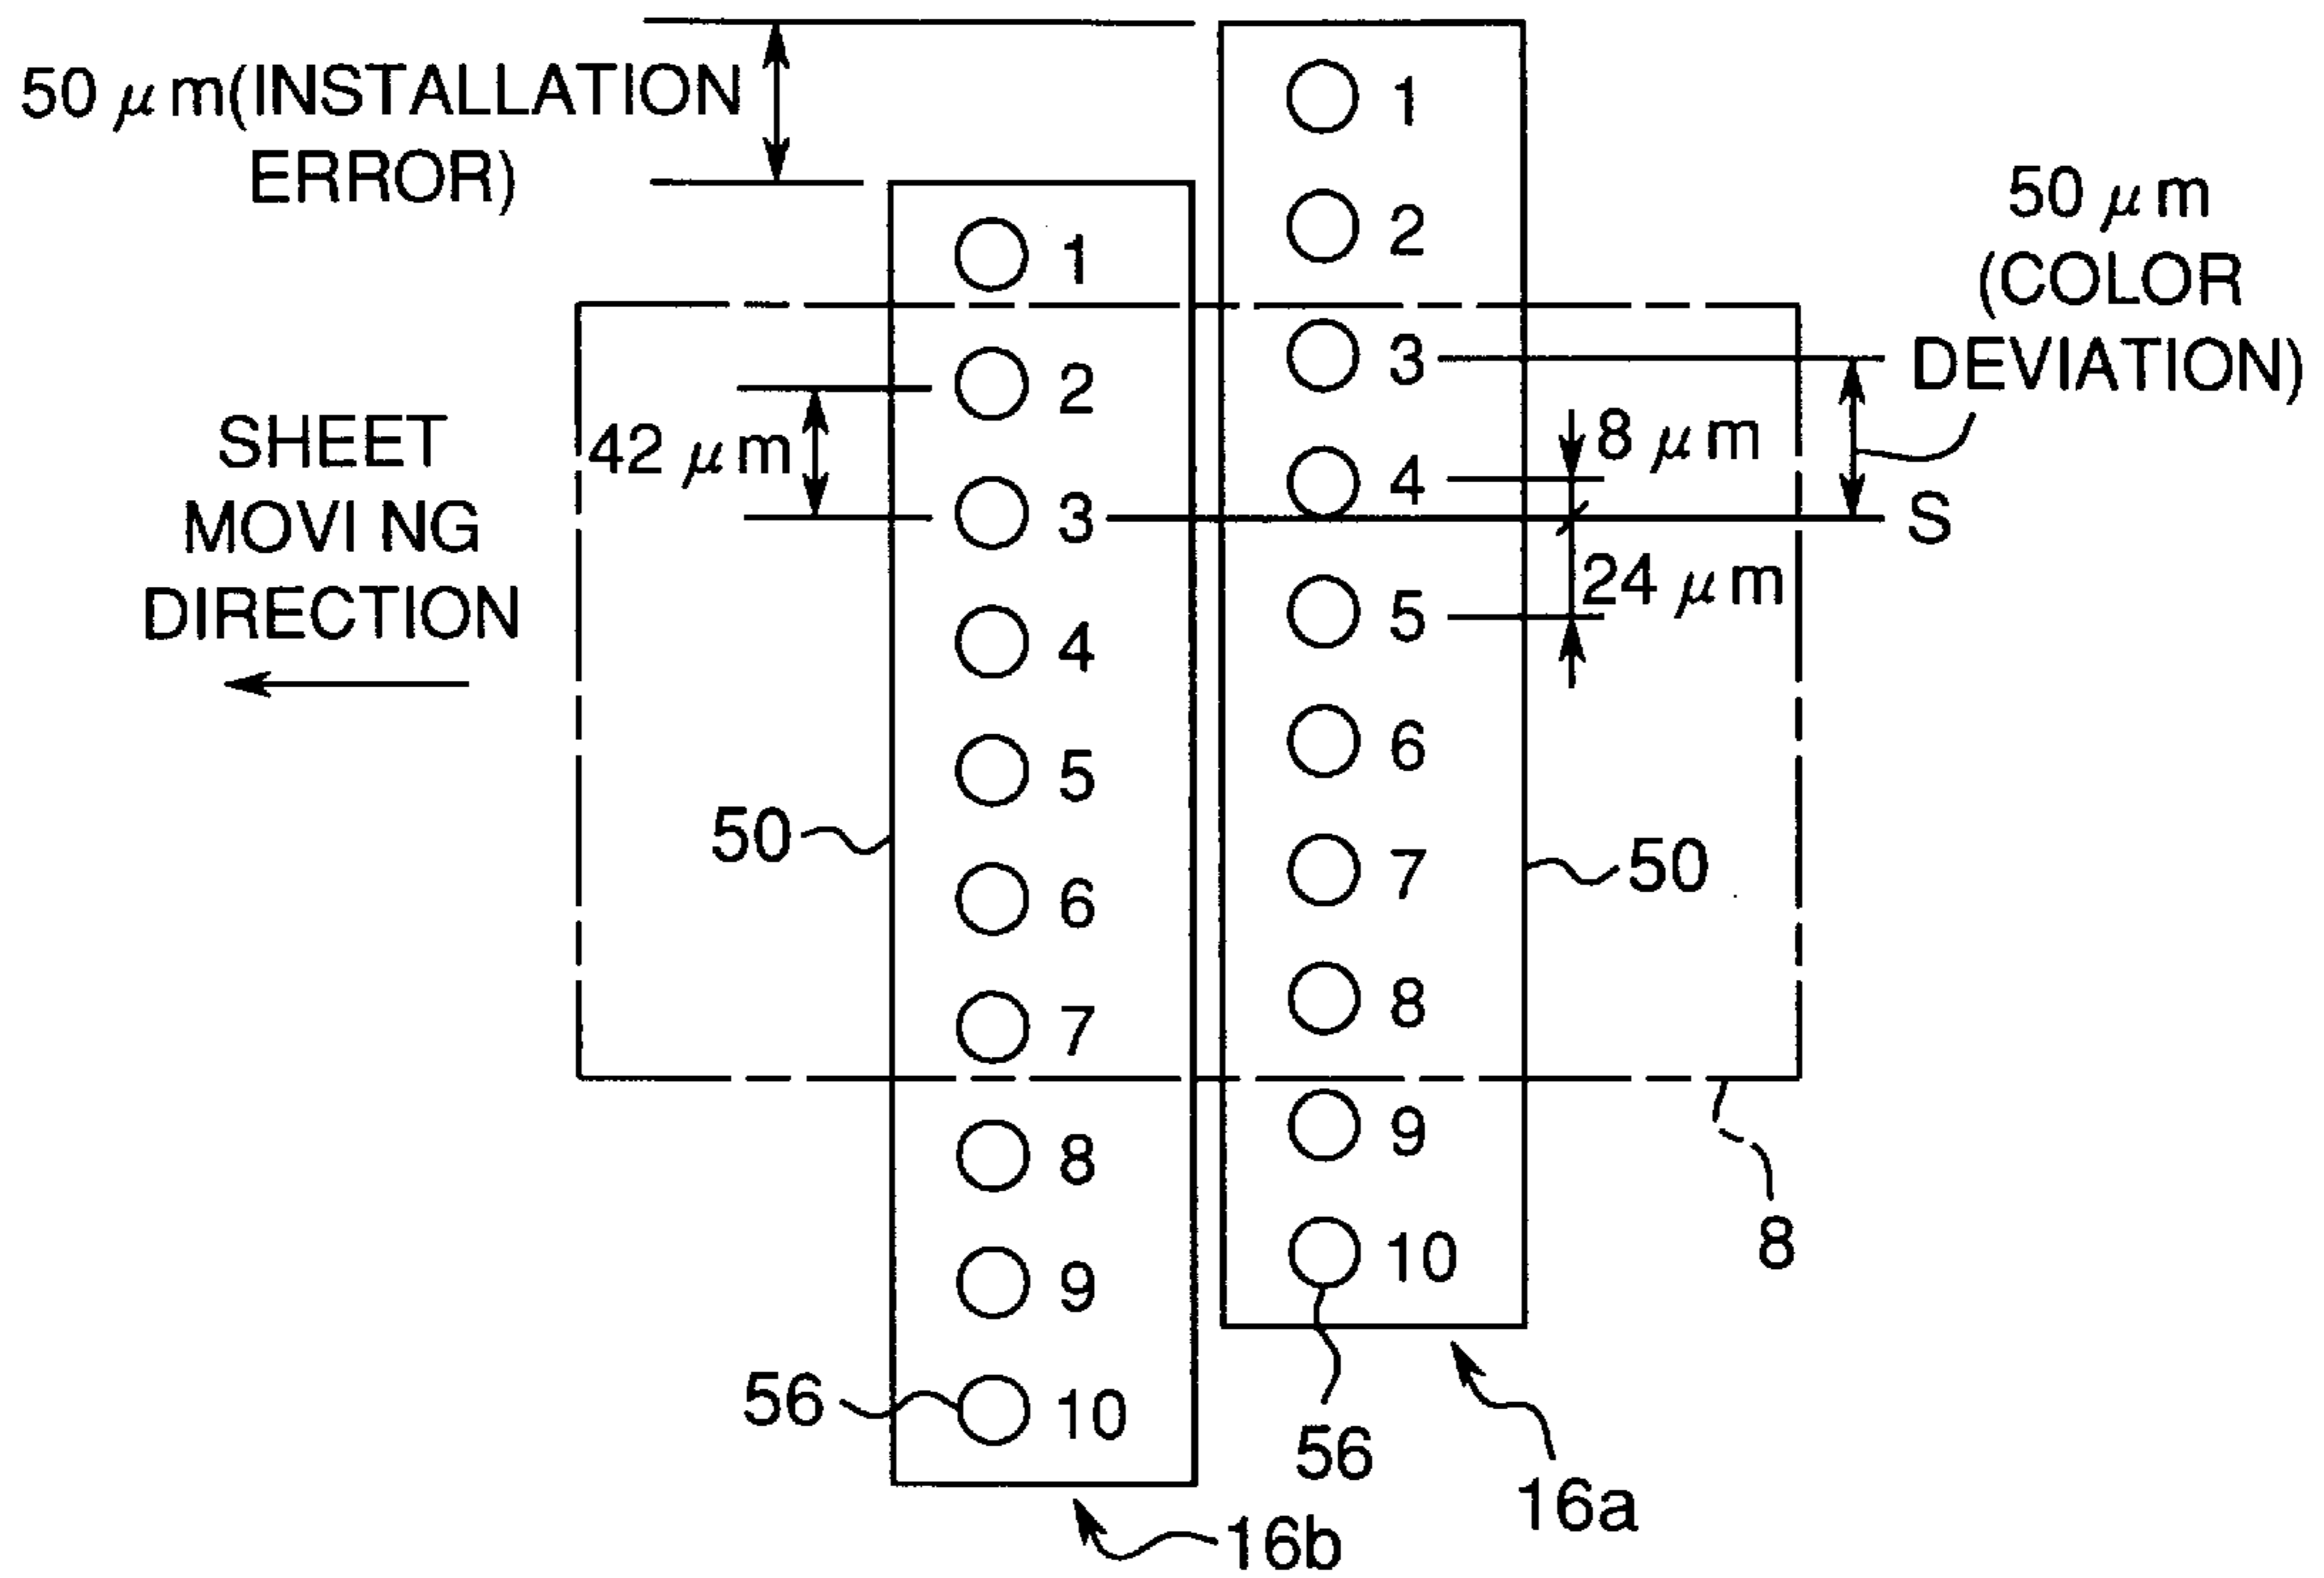 50 μm(INSTALLATION
ERROR)
50 μm
(COLOR
DEVIATION)
SHEET
MOVING
DIRECTION
42 μm
8 μm
24 μm
S
1
2
3
4
5
6
7
8
9
10
1
2
3
4
5
6
7
8
9
10
50
50
8
56
56
16a
16b